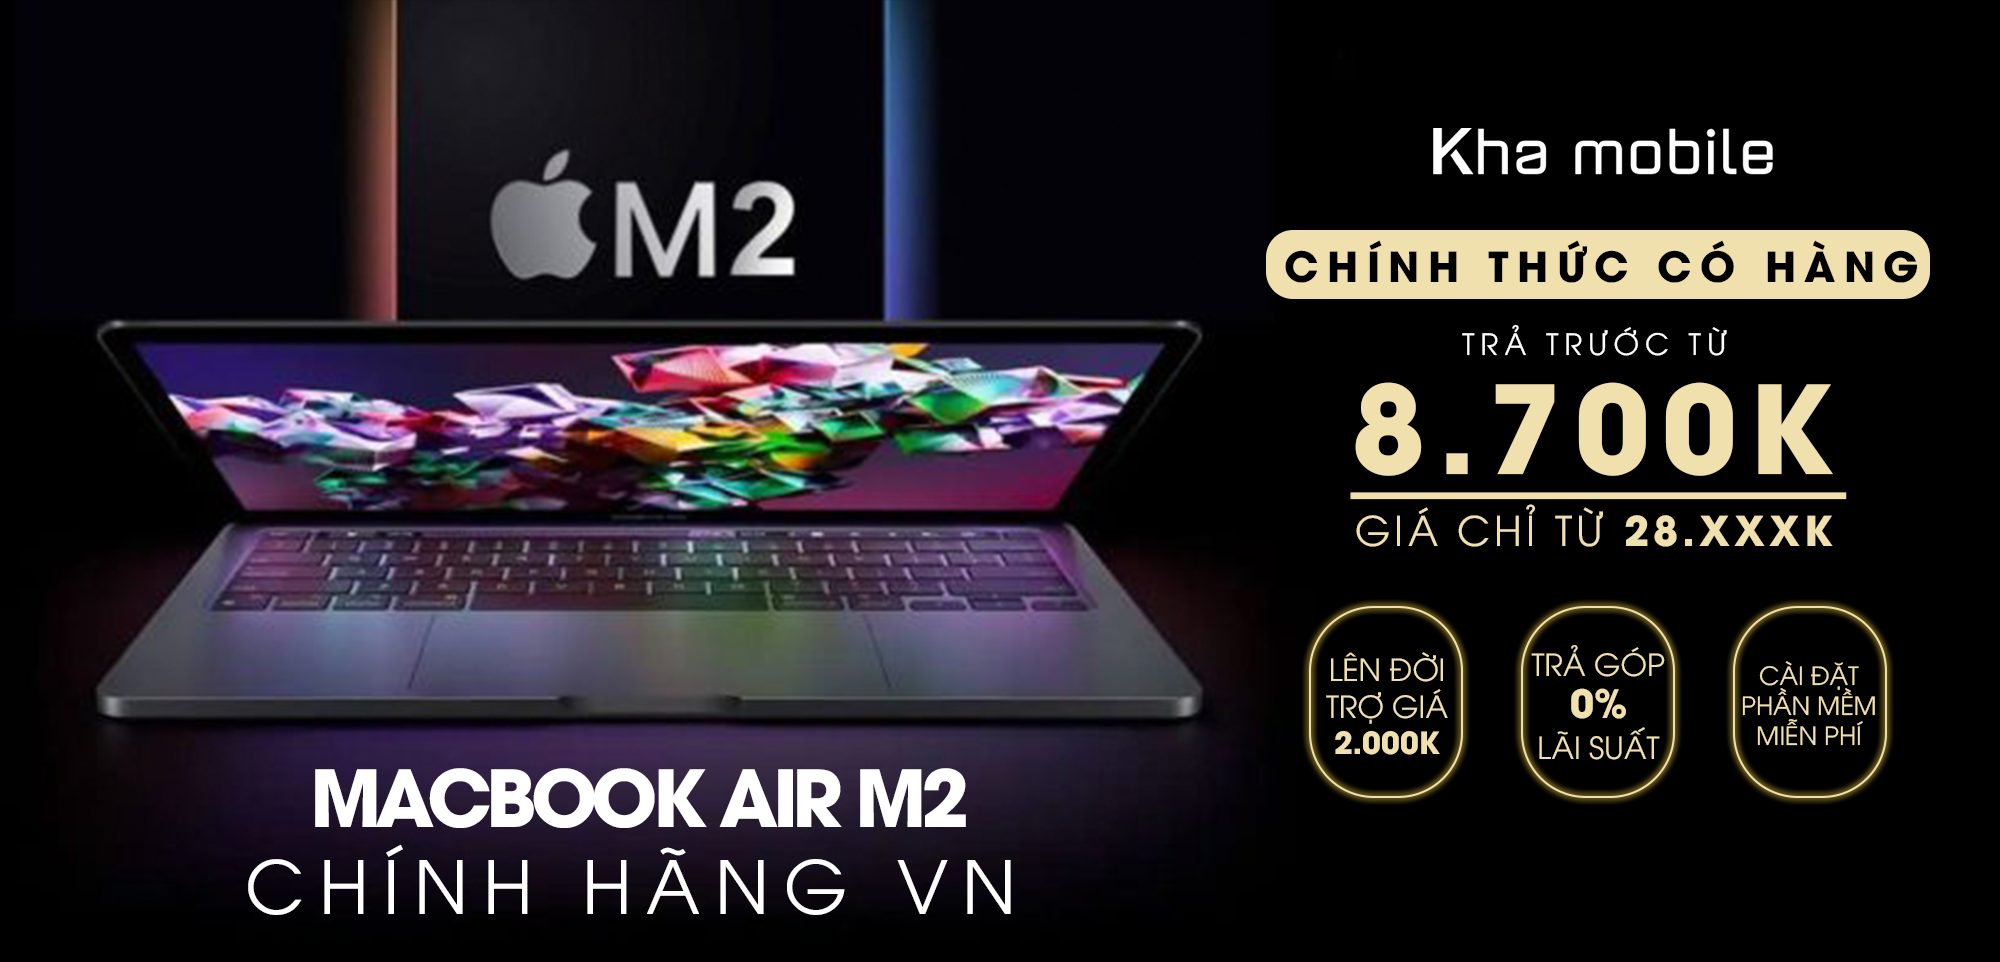 M2
MACBOOK AIR M2
CHÍNH HÃNG VN
Kha mobile
CHÍNH THỨC CÓ HÀNG
TRẢ TRƯỚC TỪ
8.700K
GIÁ CHỈ TỪ 28.XXXK
LÊN ĐỜI
TRỢ GIÁ
2.000K
TRẢ GÓP
0%
LÃI SUẤT
CÀI ĐẶT
PHẦN MỀM
MIỄN PHÍ